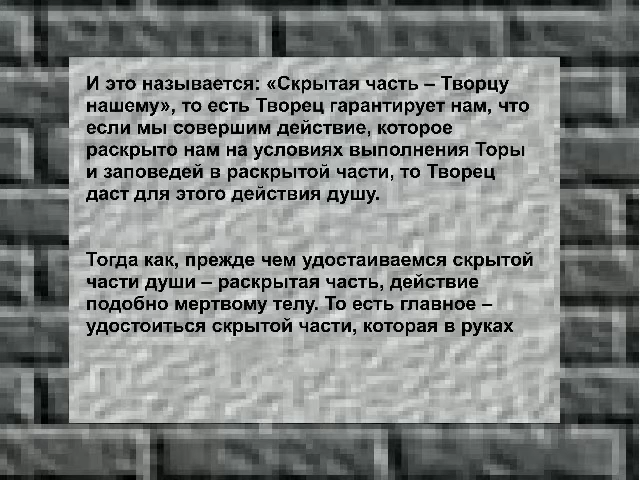 И это называется: «Скрытая часть – Творцу
нашему», то есть Творец гарантирует нам, что
если мы совершим действие, которое
раскрыто нам на условиях выполнения Торы
и заповедей в раскрытой части, то Творец
даст для этого действия душу.
Тогда как, прежде чем удостаиваемся скрытой
части души – раскрытая часть, действие
подобно мертвому телу. То есть главное –
удостоиться скрытой части, которая в руках